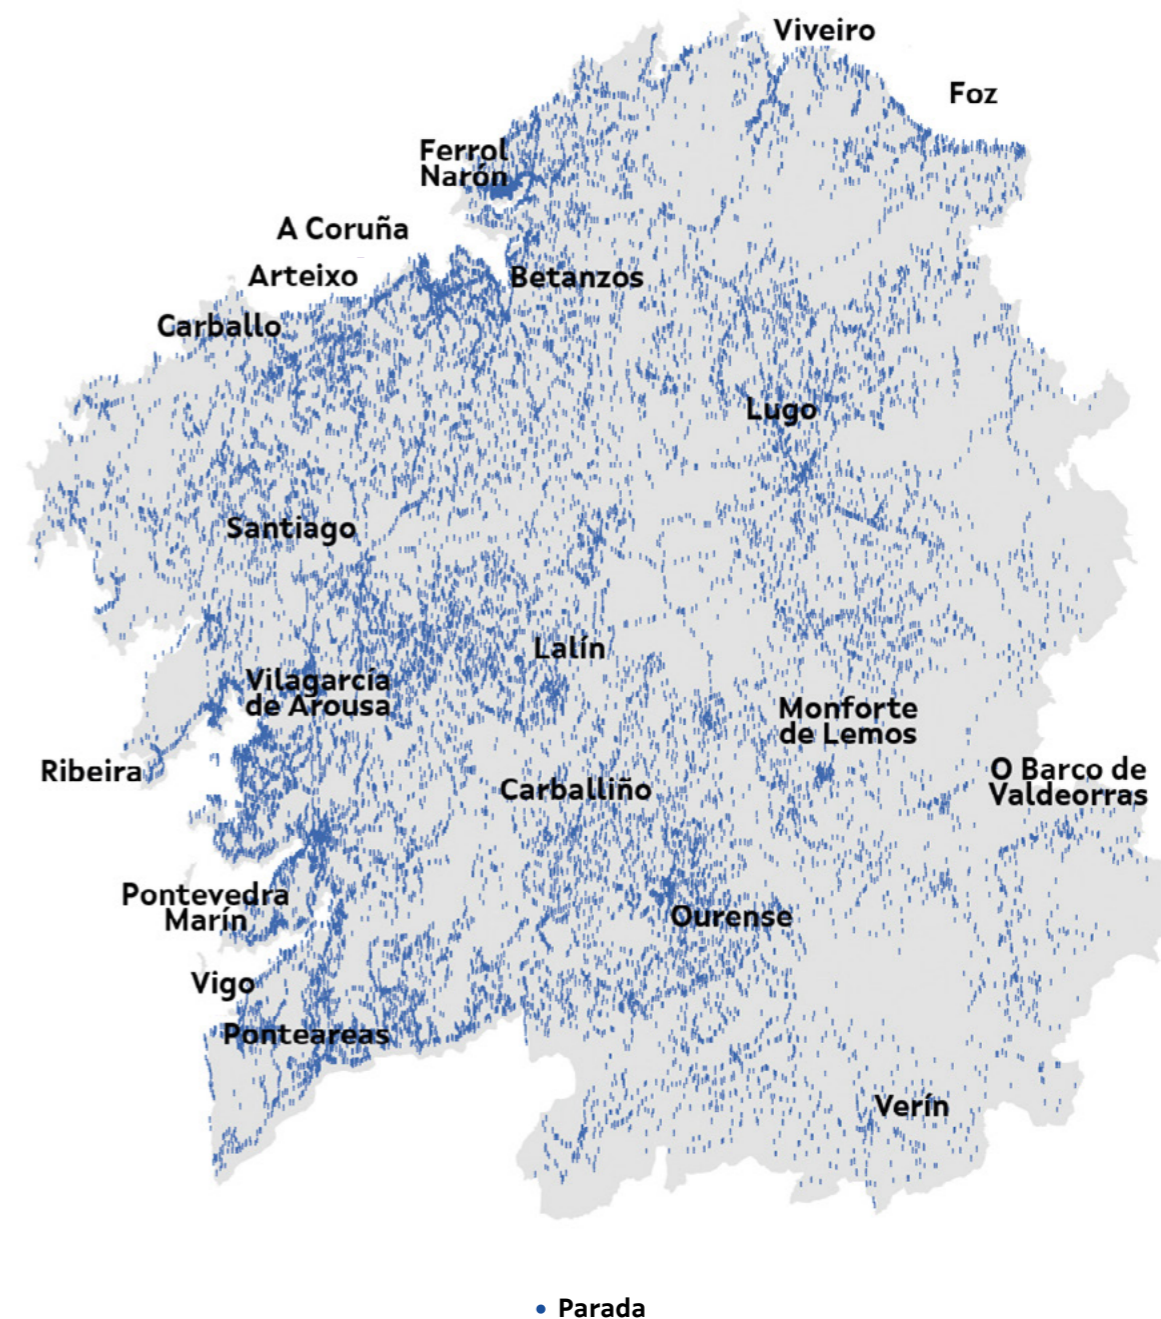 Viveiro
Foz
Ferrol
Narón
A Coruña
Arteixo
Betanzos
Carballo
Lugo
Santiago
Lalín
Vilagarcía
de Arousa
Monforte
de Lemos
Ribeira
O Barco de
Valdeorras
Carballiño
Pontevedra
Marín
Ourense
Vigo
Ponteareas
Verín
Parada